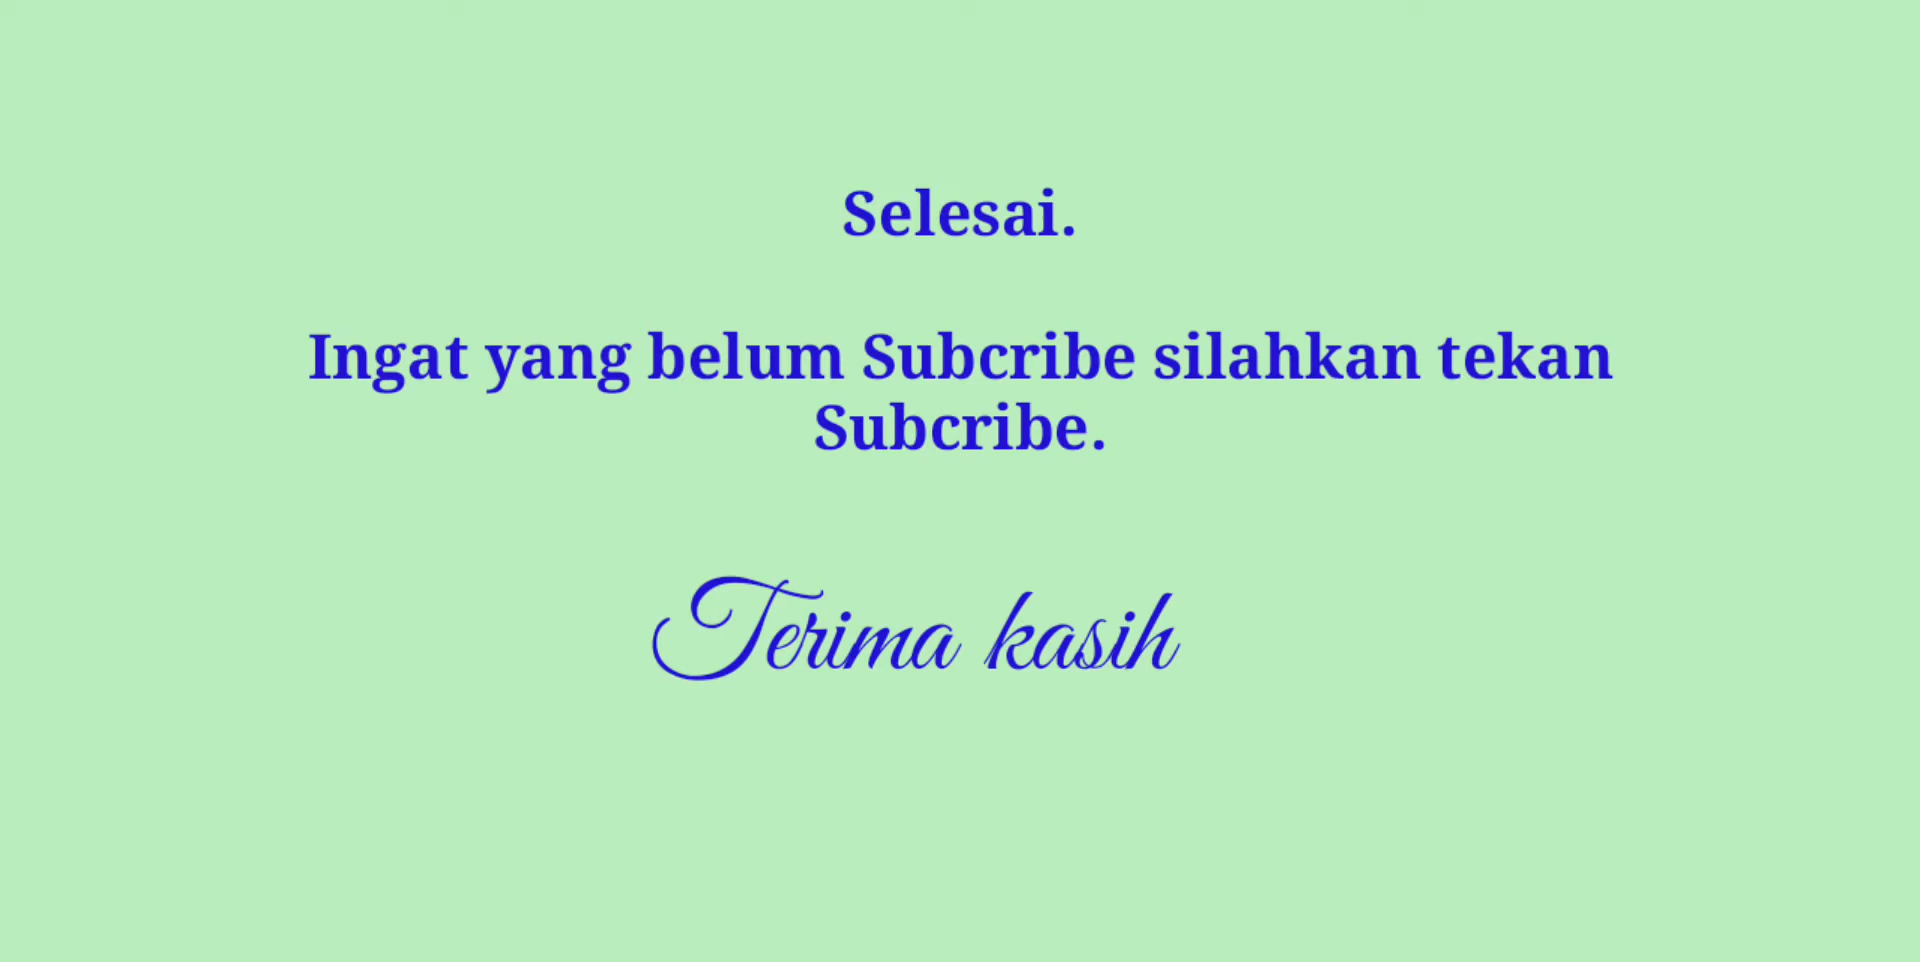 Selesai.
Ingat yang belum Subcribe silahkan tekan
Subcribe.
Terima kasih